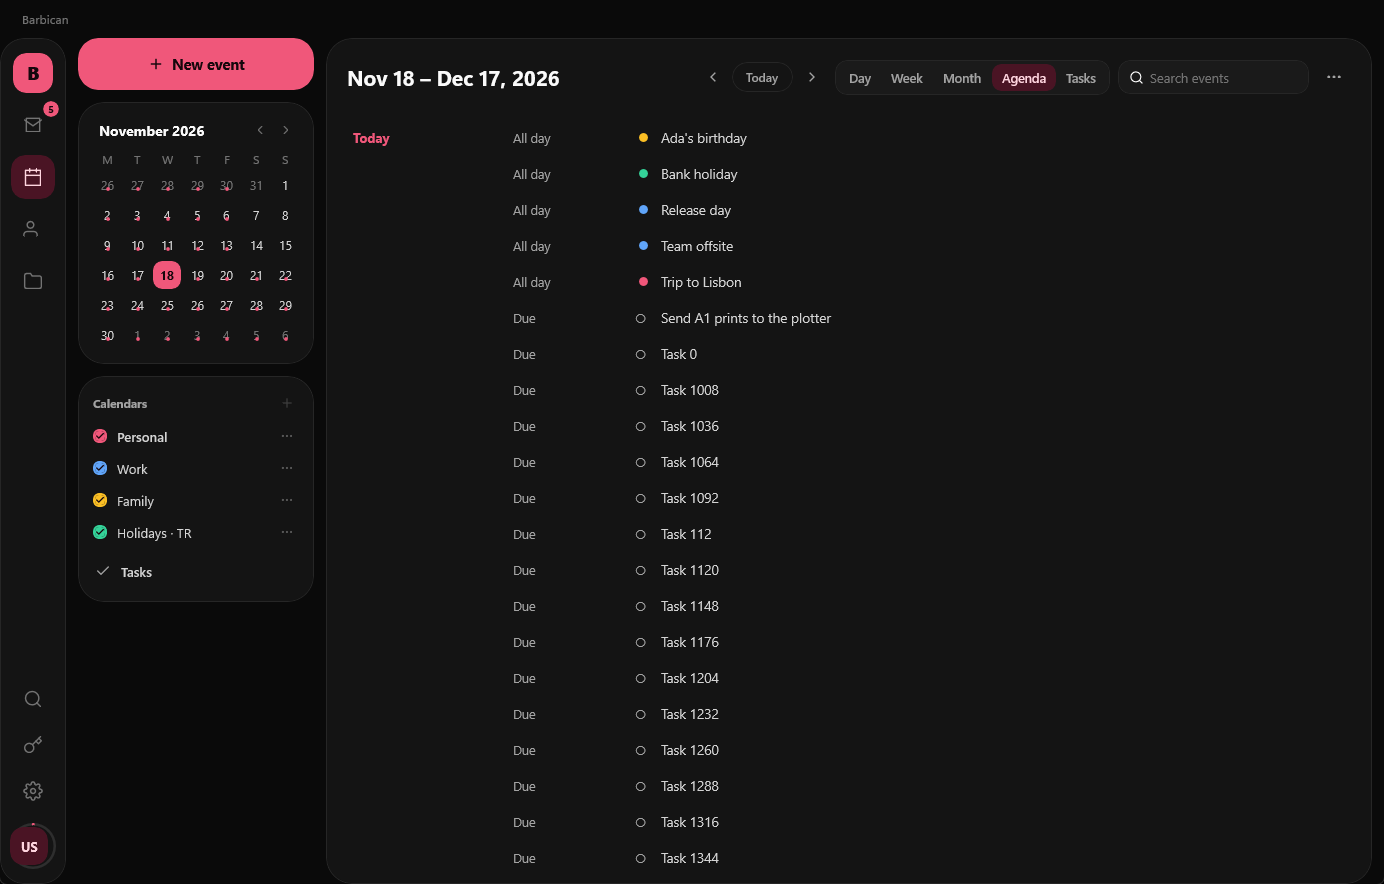 Barbican
B
5
US
New event
November 2026
M T W T F S S
26 27 28 29 30 31 1
2 3 4 5 6 7 8
9 10 11 12 13 14 15
16 17 18 19 20 21 22
23 24 25 26 27 28 29
30 1 2 3 4 5 6
Calendars
Personal
Work
Family
Holidays · TR
Tasks
Nov 18 – Dec 17, 2026
Today
Day Week Month Agenda Tasks
Search events
Today All day Ada's birthday
All day Bank holiday
All day Release day
All day Team offsite
All day Trip to Lisbon
Due Send A1 prints to the plotter
Due Task 0
Due Task 1008
Due Task 1036
Due Task 1064
Due Task 1092
Due Task 112
Due Task 1120
Due Task 1148
Due Task 1176
Due Task 1204
Due Task 1232
Due Task 1260
Due Task 1288
Due Task 1316
Due Task 1344